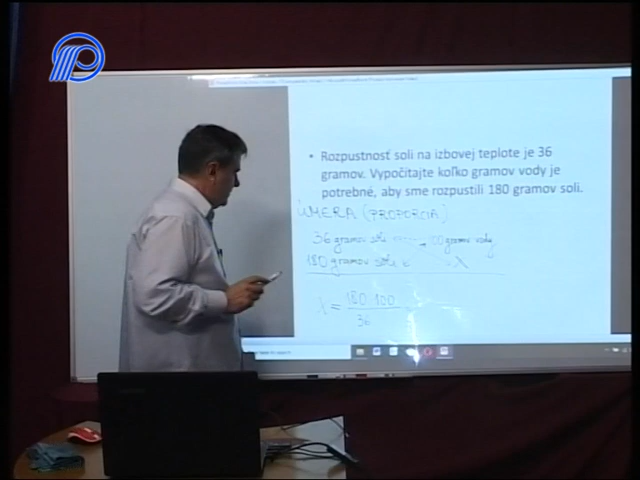 • Rozpustnosť soli na izbovej teplote je 36
gramov. Vypočítajte koľko gramov vody je
potrebné, aby sme rozpustili 180 gramov soli.
ÚMERA (PROPORCIA)
36 gramov soli 100 gramov vody
180 gramov soli X
X = 180·100
36